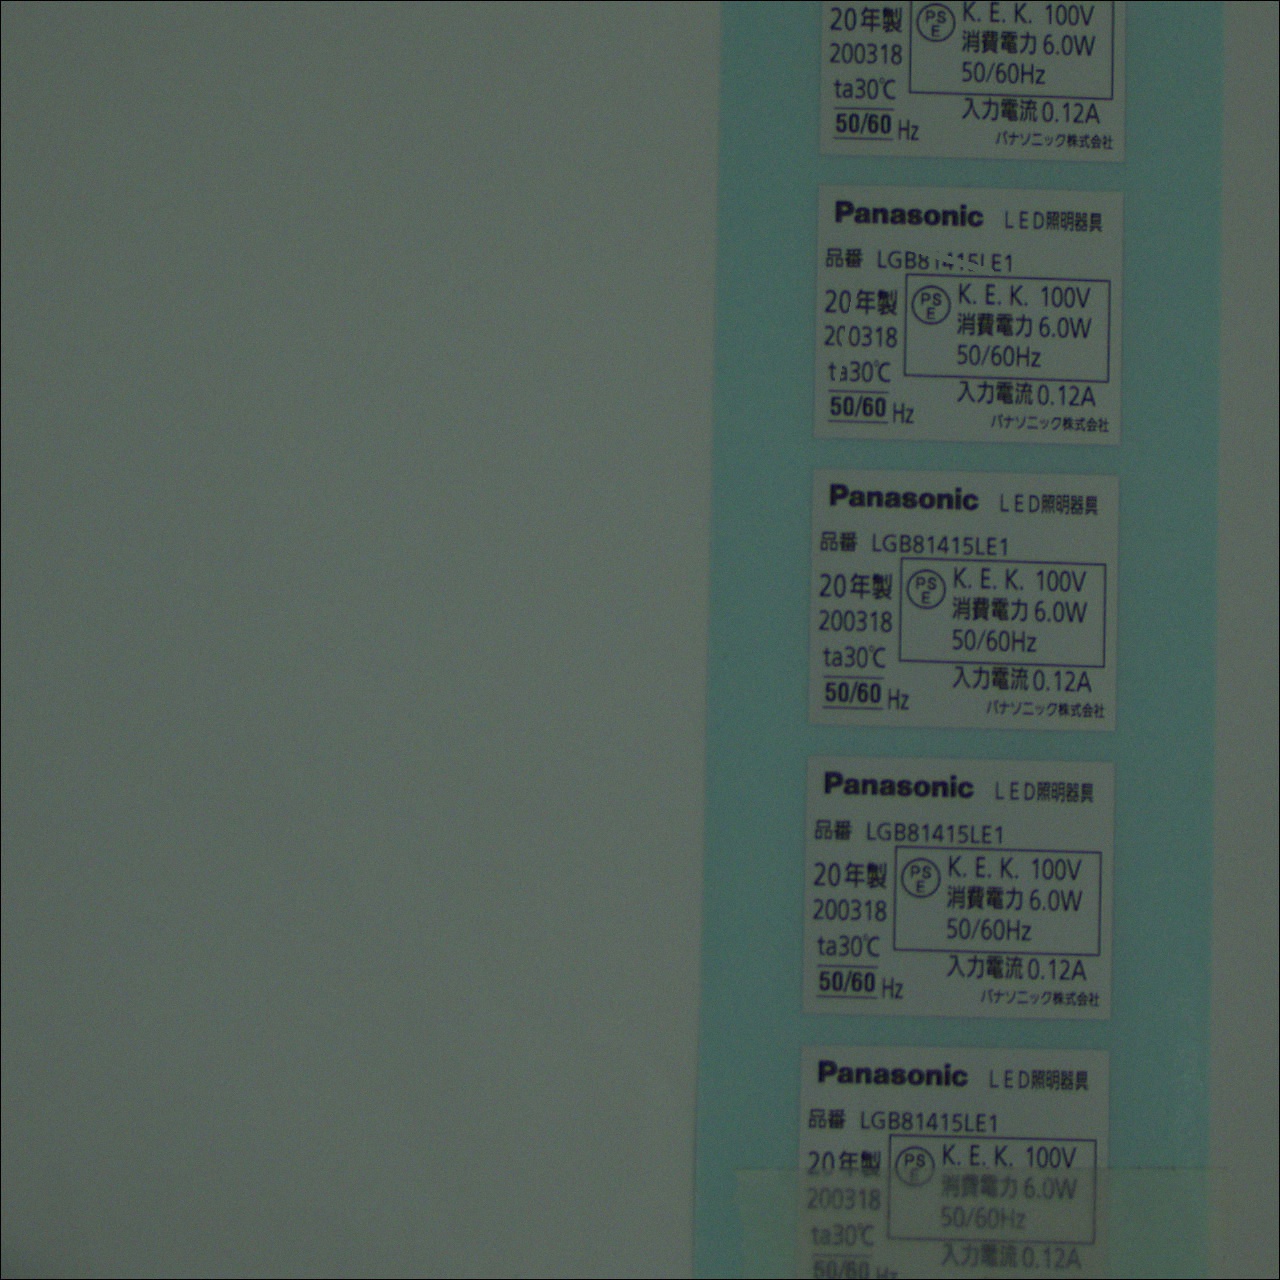 20年製 PSE K. E. K. 100V
200318 消費電力 6.0W
50/60Hz
ta30℃
入力電流 0.12A
50/60 Hz
パナソニック株式会社
Panasonic LED照明器具
品番 LGB81415LE1
20年製 PSE K. E. K. 100V
消費電力 6.0W
200318
50/60Hz
ta30℃
入力電流 0.12A
50/60 Hz
パナソニック株式会社
Panasonic LED照明器具
品番 LGB81415LE1
20年製 PSE K. E. K. 100V
消費電力 6.0W
200318
50/60Hz
ta30℃
入力電流 0.12A
50/60 Hz
パナソニック株式会社
Panasonic LED照明器具
品番 LGB81415LE1
20年製 PSE K. E. K. 100V
消費電力 6.0W
200318
50/60Hz
ta30℃
入力電流 0.12A
50/60 Hz
パナソニック株式会社
Panasonic LED照明器具
品番 LGB81415LE1
20年製 PSE K. E. K. 100V
消費電力 6.0W
200318
50/60Hz
ta30℃
入力電流 0.12A
50/60 Hz